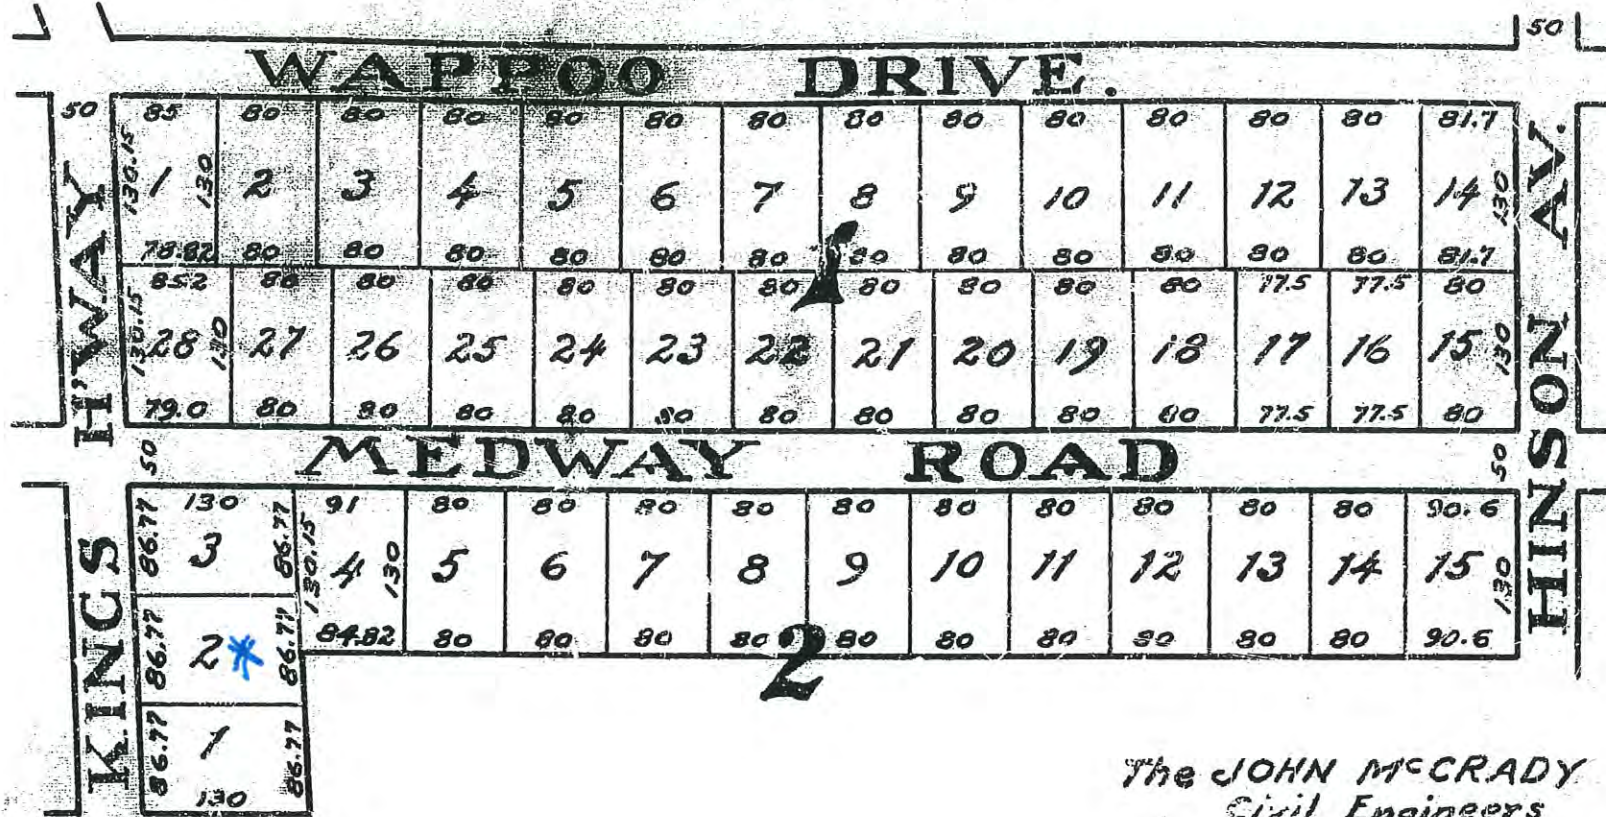 50
WAPPOO DRIVE.
50 85 80 80 80 80 80 80 80 80 80 80 80 80 81.7
130.15 1 130 2 3 4 5 6 7 8 9 10 11 12 13 14 130
78.82 80 80 80 80 80 80 80 80 80 80 80 80 81.7
1
85.2 80 80 80 80 80 80 80 80 80 80 77.5 77.5 80
130.15 28 130 27 26 25 24 23 22 21 20 19 18 17 16 15 130
79.0 80 80 80 80 80 80 80 80 80 80 77.5 77.5 80
KINGS H'WAY
HINSON AV.
50 MEDWAY ROAD 50
130 91 80 80 80 80 80 80 80 80 80 80 90.6
86.77 3 86.77 130.15 4 130 5 6 7 8 9 10 11 12 13 14 15 130
84.82 80 80 80 80 80 80 80 80 80 80 90.6
86.77 2* 86.77
2
86.77 1 86.77
130
The JOHN McCRADY
Civil Engineers